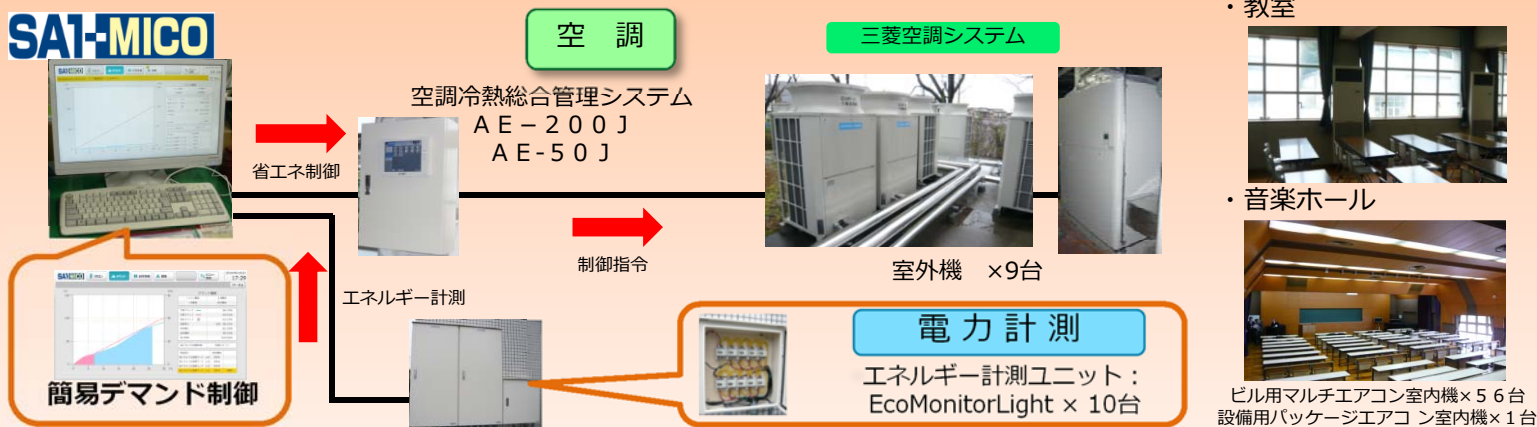 SA1-MICO
空 調
三菱空調システム
・教室
空調冷熱総合管理システム
ＡＥ－２００Ｊ
ＡＥ-５０Ｊ
省エネ制御
制御指令
室外機 ×9台
・音楽ホール
エネルギー計測
SA1-MICO
17:29
簡易デマンド制御
電力計測
エネルギー計測ユニット：
EcoMonitorLight × 10台
ビル用マルチエアコン室内機×５６台
設備用パッケージエアコ ン室内機×１台